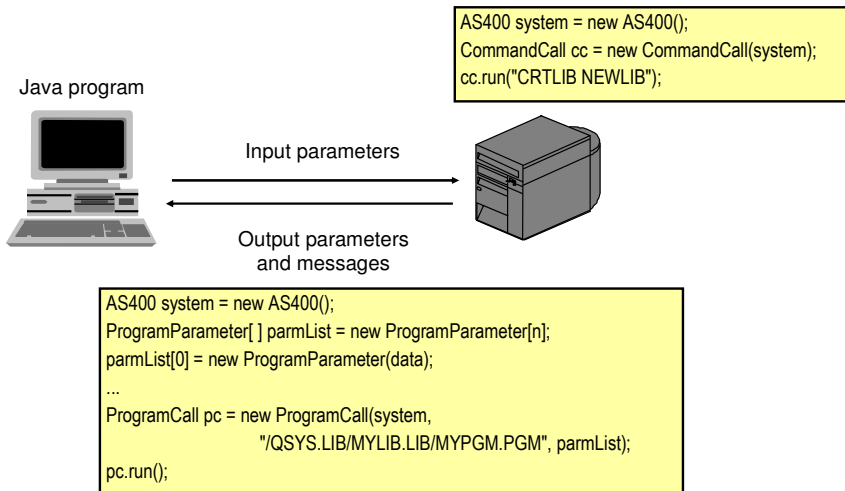 AS400 system = new AS400();
CommandCall cc = new CommandCall(system);
cc.run("CRTLIB NEWLIB");
Java program
Input parameters
Output parameters
and messages
AS400 system = new AS400();
ProgramParameter[ ] parmList = new ProgramParameter[n];
parmList[0] = new ProgramParameter(data);
...
ProgramCall pc = new ProgramCall(system,
"/QSYS.LIB/MYLIB.LIB/MYPGM.PGM", parmList);
pc.run();